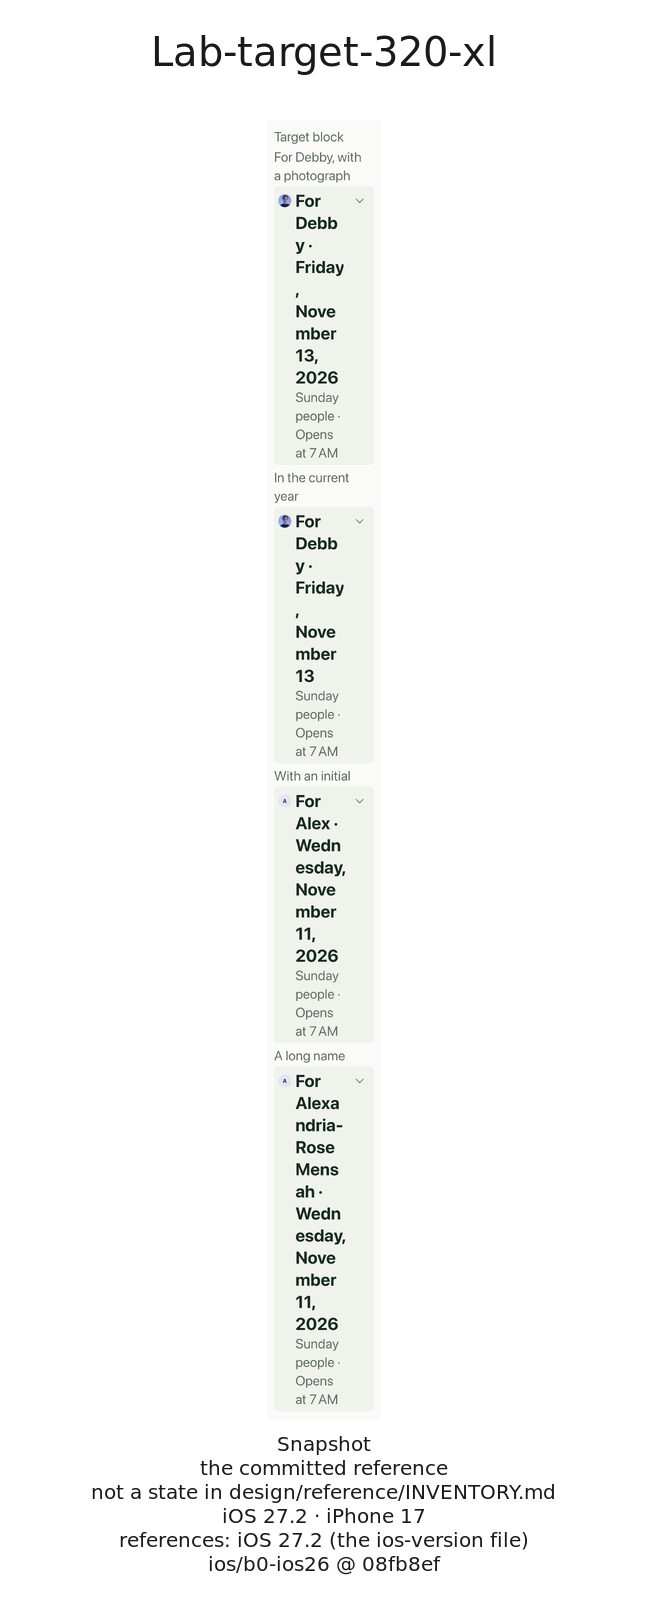 Lab-target-320-xl
Target block
For Debby, with
a photograph
For
Debb
y ·
Friday
,
Nove
mber
13,
2026
Sunday
people ·
Opens
at 7 AM
In the current
year
For
Debb
y ·
Friday
,
Nove
mber
13
Sunday
people ·
Opens
at 7 AM
With an initial
A
For
Alex ·
Wedn
esday,
Nove
mber
11,
2026
Sunday
people ·
Opens
at 7 AM
A long name
A
For
Alexa
ndria-
Rose
Mens
ah ·
Wedn
esday,
Nove
mber
11,
2026
Sunday
people ·
Opens
at 7 AM
Snapshot
the committed reference
not a state in design/reference/INVENTORY.md
iOS 27.2 · iPhone 17
references: iOS 27.2 (the ios-version file)
ios/b0-ios26 @ 08fb8ef